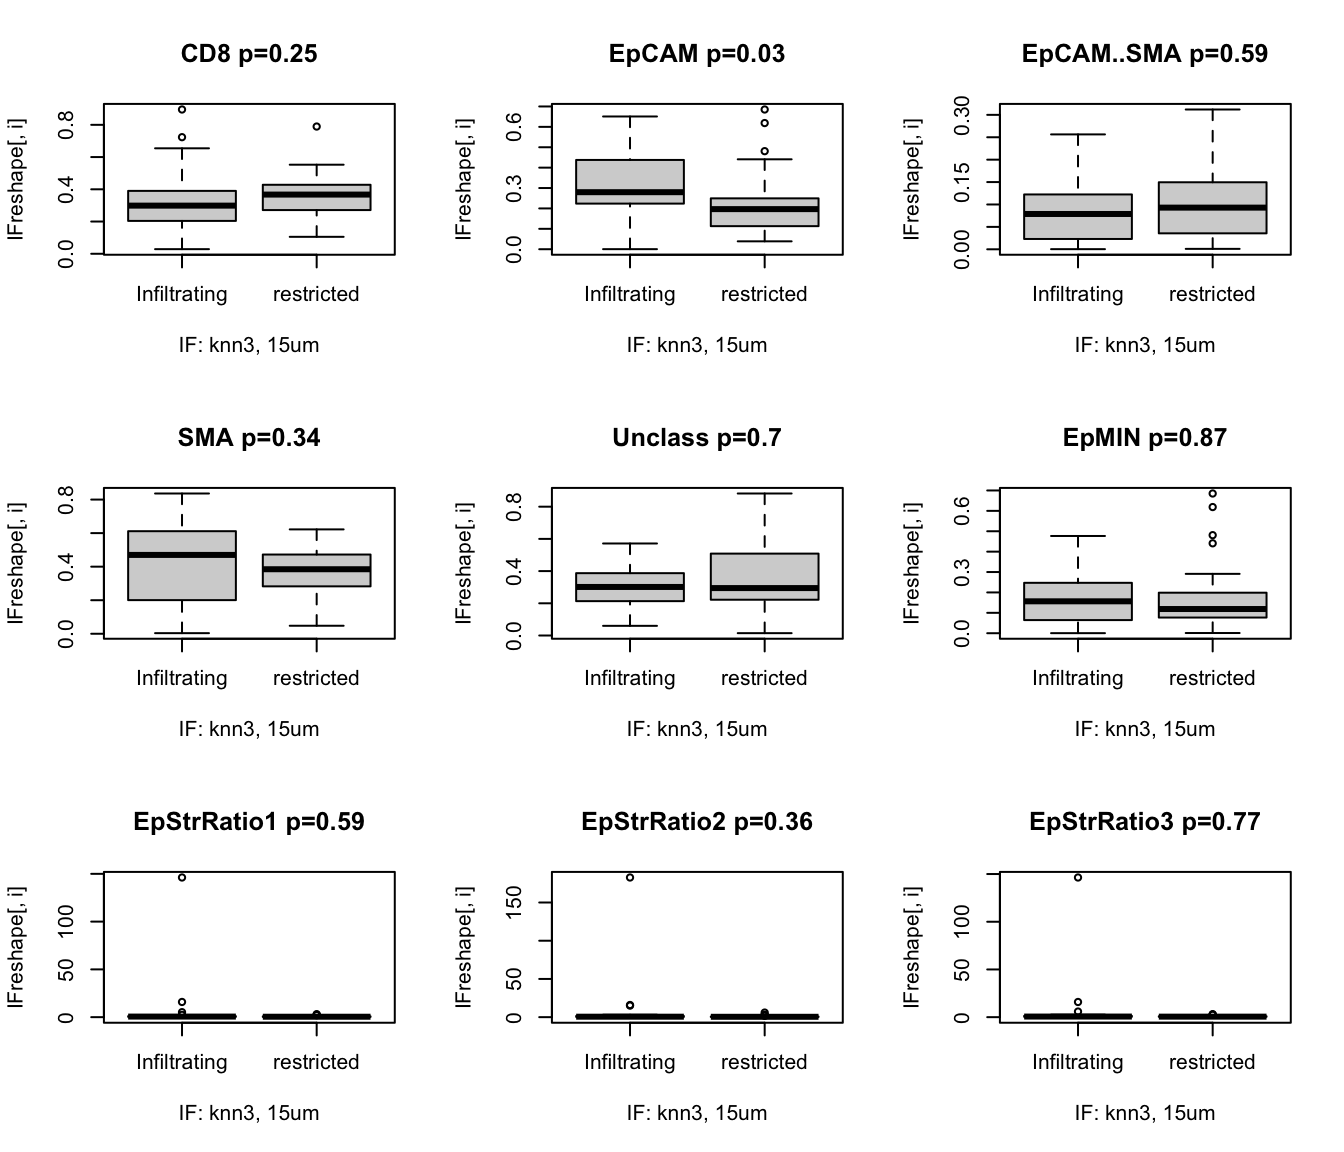 CD8 p=0.25
IFreshape[, i]
0.0 0.4 0.8
Infiltrating restricted
IF: knn3, 15um
EpCAM p=0.03
IFreshape[, i]
0.0 0.3 0.6
Infiltrating restricted
IF: knn3, 15um
EpCAM..SMA p=0.59
IFreshape[, i]
0.00 0.15 0.30
Infiltrating restricted
IF: knn3, 15um
SMA p=0.34
IFreshape[, i]
0.0 0.4 0.8
Infiltrating restricted
IF: knn3, 15um
Unclass p=0.7
IFreshape[, i]
0.0 0.4 0.8
Infiltrating restricted
IF: knn3, 15um
EpMIN p=0.87
IFreshape[, i]
0.0 0.3 0.6
Infiltrating restricted
IF: knn3, 15um
EpStrRatio1 p=0.59
IFreshape[, i]
0 50 100
Infiltrating restricted
IF: knn3, 15um
EpStrRatio2 p=0.36
IFreshape[, i]
0 50 150
Infiltrating restricted
IF: knn3, 15um
EpStrRatio3 p=0.77
IFreshape[, i]
0 50 100
Infiltrating restricted
IF: knn3, 15um